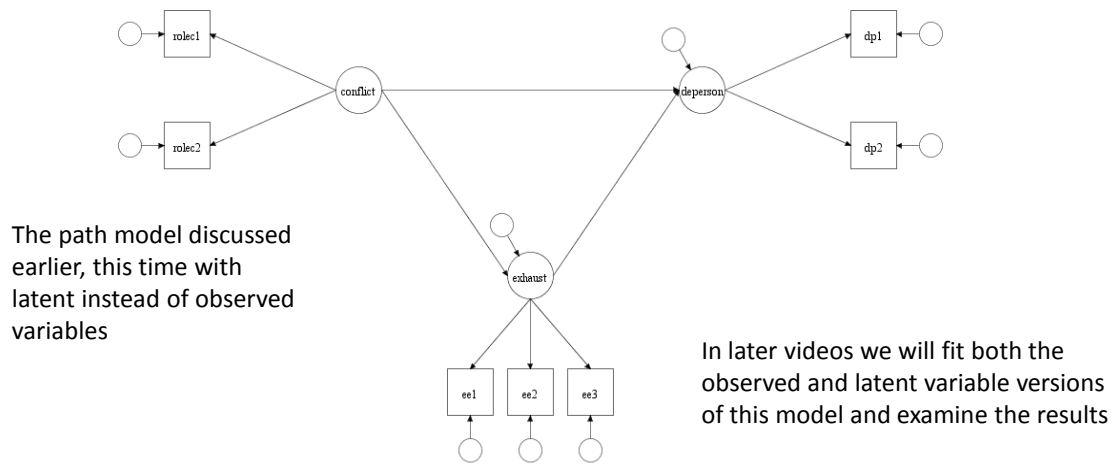 rolec1
dp1
conflict
deperson
rolec2
dp2
The path model discussed
earlier, this time with
latent instead of observed
variables
exhaust
In later videos we will fit both the
observed and latent variable versions
of this model and examine the results
ee1
ee2
ee3